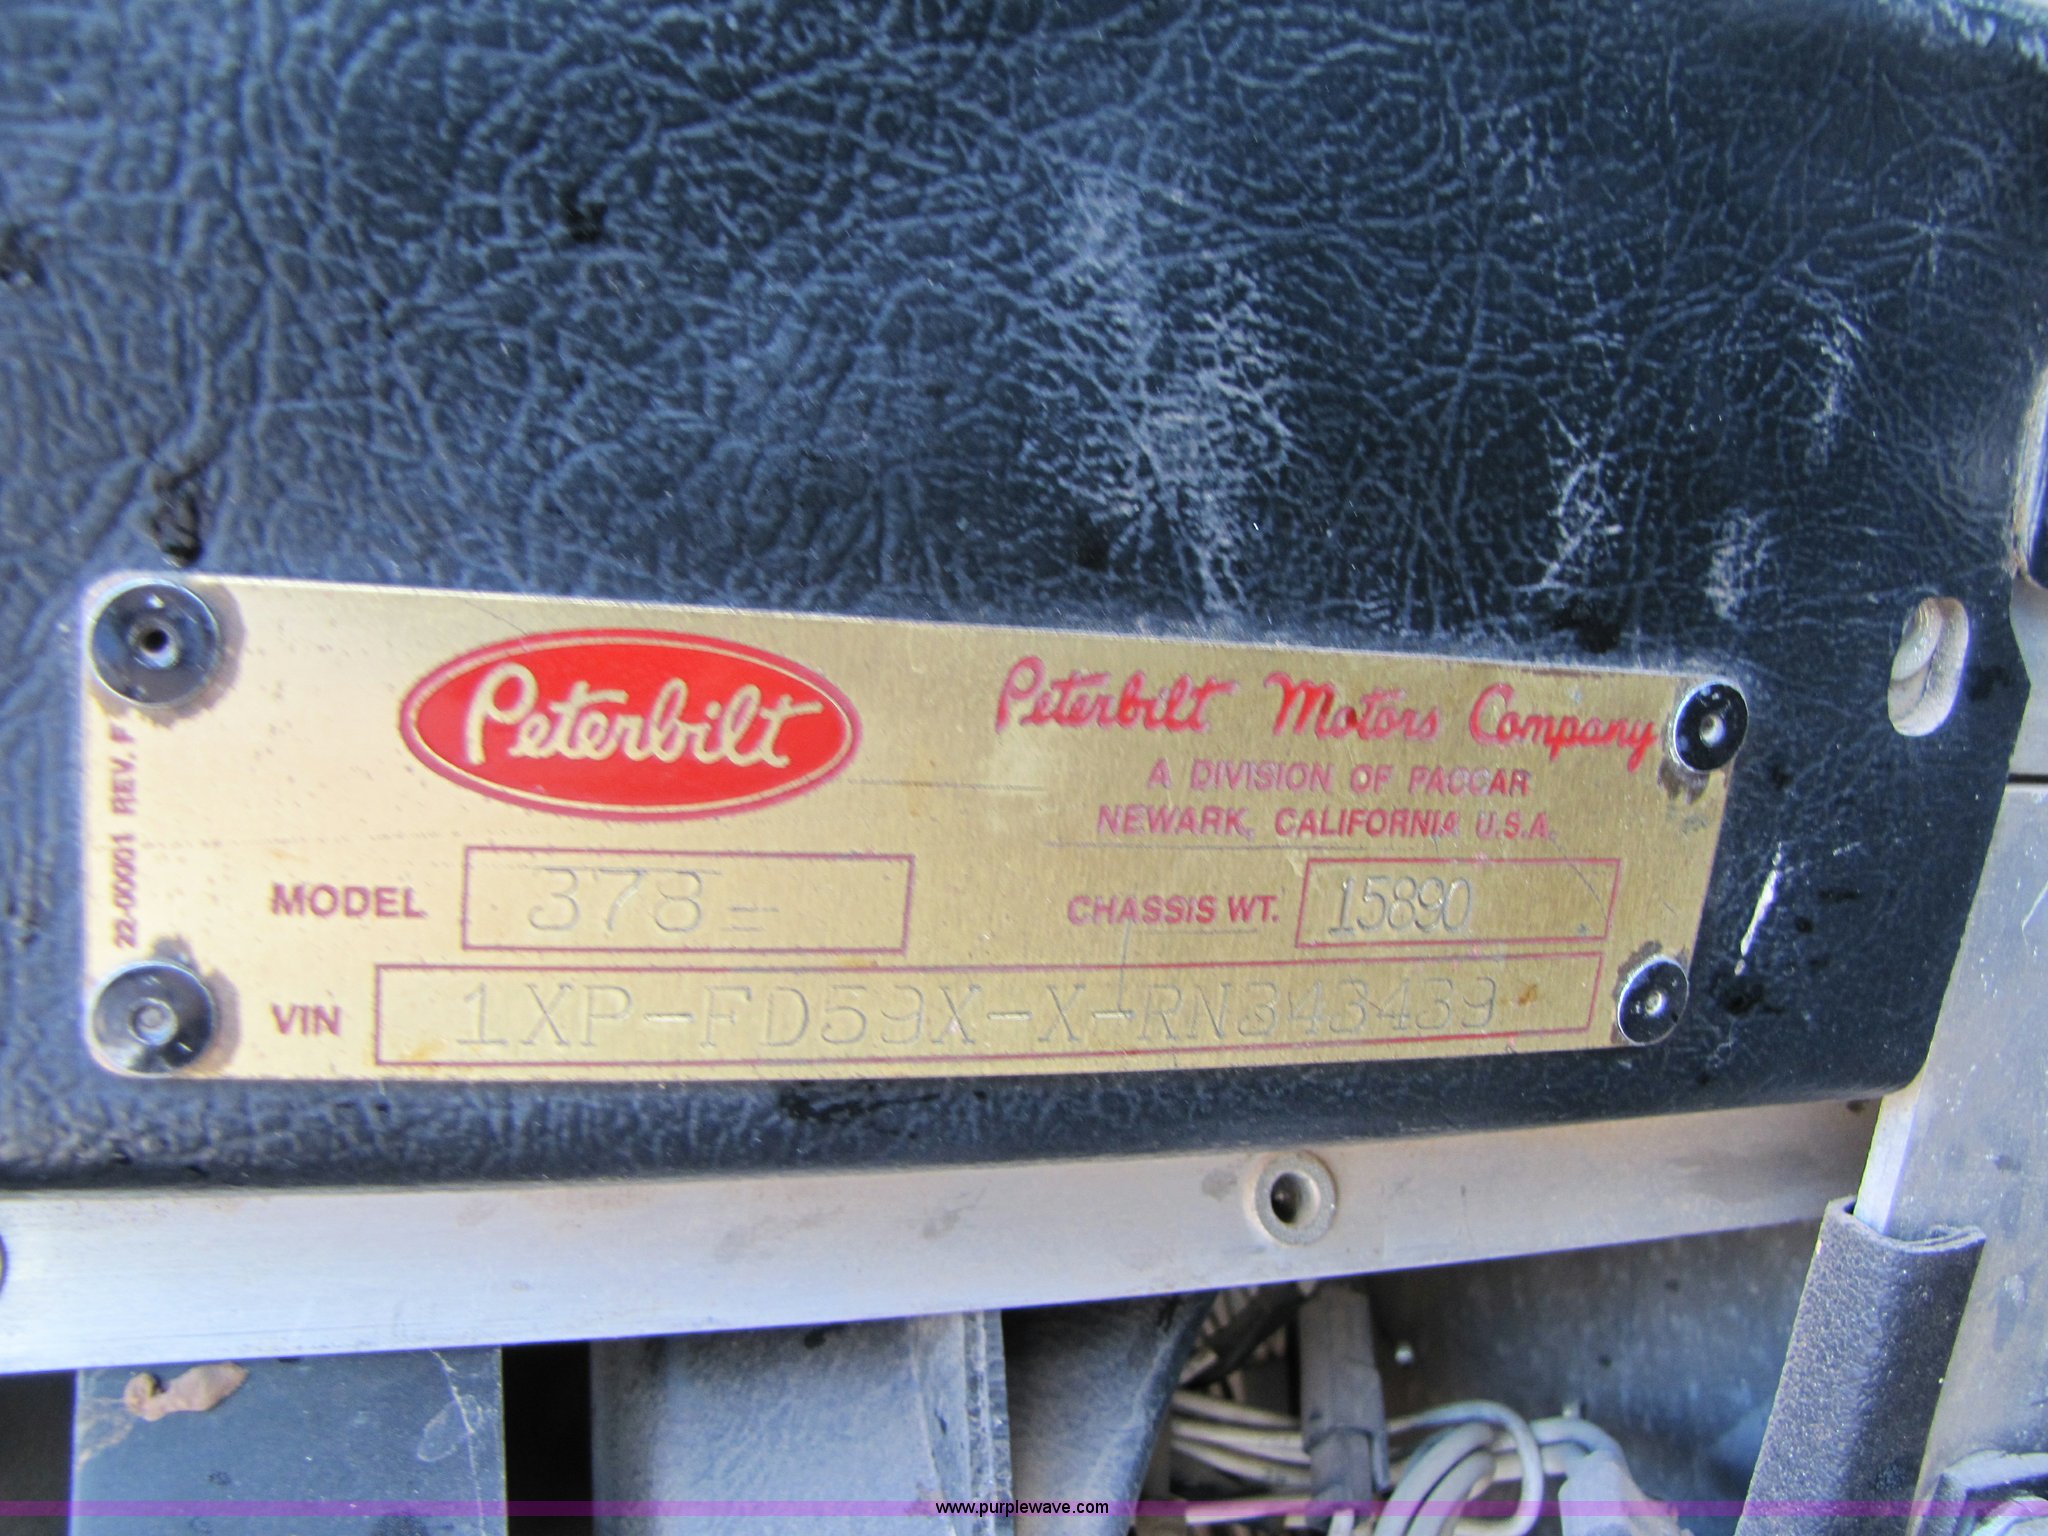 Peterbilt
Peterbilt Motors Company
A DIVISION OF PACCAR
NEWARK, CALIFORNIA U.S.A.
MODEL 378=
CHASSIS WT. 15890
VIN 1XP-FD59X-X-RN343439
22-00001 REV. F
www.purplewave.com